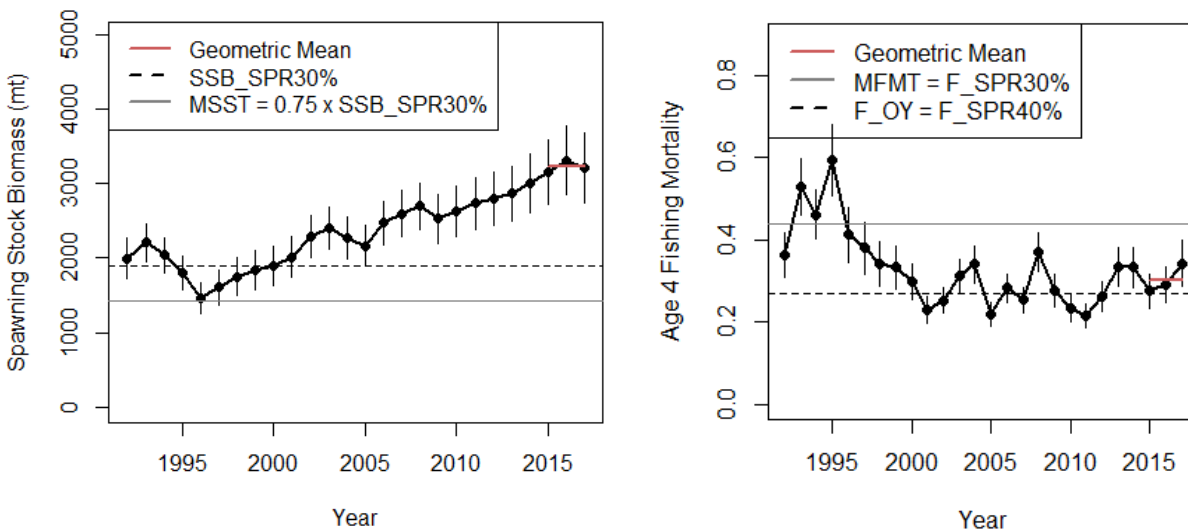 Spawning Stock Biomass (mt)
5000
4000
3000
2000
1000
0
Geometric Mean
SSB_SPR30%
MSST = 0.75 x SSB_SPR30%
1995 2000 2005 2010 2015
Year
Age 4 Fishing Mortality
0.8
0.6
0.4
0.2
0.0
Geometric Mean
MFMT = F_SPR30%
F_OY = F_SPR40%
1995 2000 2005 2010 2015
Year